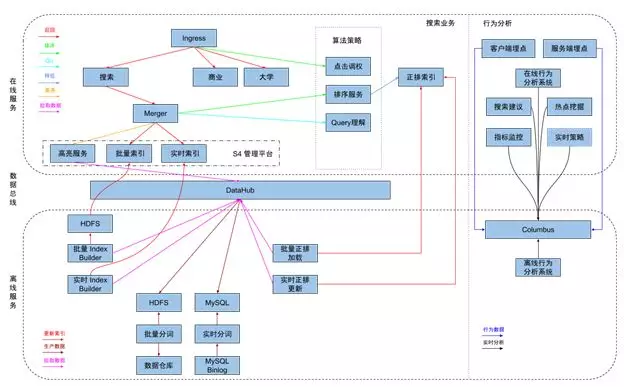 召回
排序
QU
特征
高亮
拉取数据
Ingress
搜索
商业
大学
Merger
高亮服务
批量索引
实时索引
S4 管理平台
算法策略
点击调权
排序服务
Query理解
搜索业务
正排索引
行为分析
客户端埋点
服务端埋点
在线行为
分析系统
搜索建议
热点挖掘
指标监控
实时策略
Columbus
离线行为
分析系统
行为数据
实时分析
在线服务
数据总线
离线服务
DataHub
HDFS
批量 Index
Builder
实时 Index
Builder
批量正排
加载
实时正排
更新
HDFS
MySQL
批量分词
实时分词
数据仓库
MySQL
Binlog
更新索引
生产数据
拉取数据